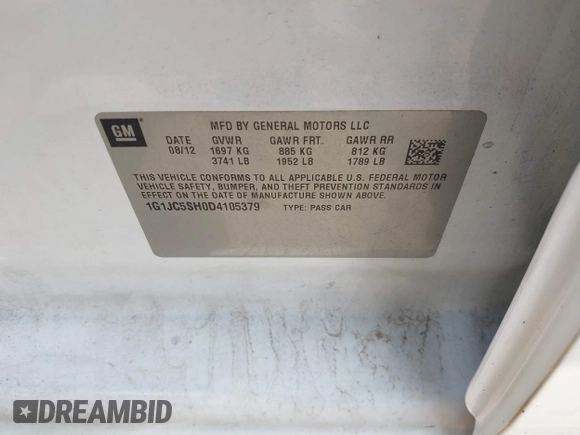 GM
MFD BY GENERAL MOTORS LLC
DATE GVWR GAWR FRT. GAWR RR
08/12 1697 KG 885 KG 812 KG
3741 LB 1952 LB 1789 LB
THIS VEHICLE CONFORMS TO ALL APPLICABLE U.S. FEDERAL MOTOR
VEHICLE SAFETY, BUMPER, AND THEFT PREVENTION STANDARDS IN
EFFECT ON THE DATE OF MANUFACTURE SHOWN ABOVE.
1G1JC5SH0D4105379 TYPE: PASS CAR
DREAMBID